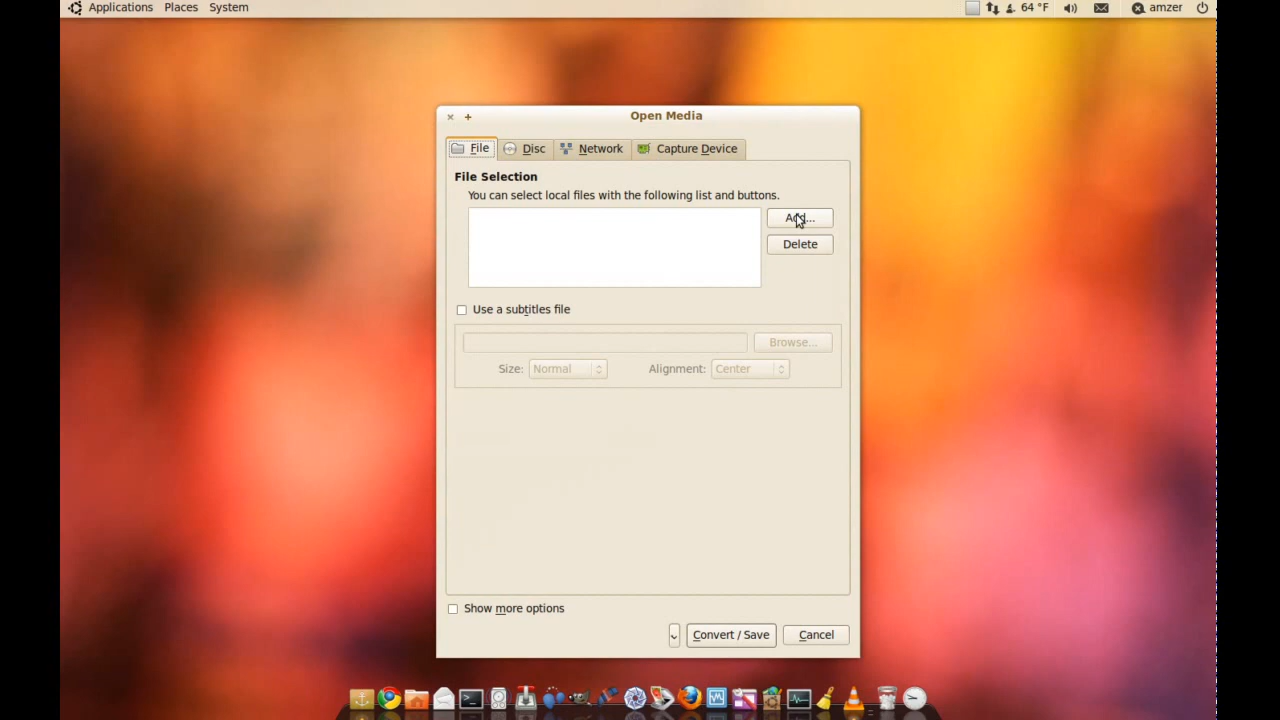 Applications Places System 64 °F amzer
Open Media
File Disc Network Capture Device
File Selection
You can select local files with the following list and buttons.
Add...
Delete
Use a subtitles file
Browse...
Size: Normal Alignment: Center
Show more options
Convert / Save Cancel